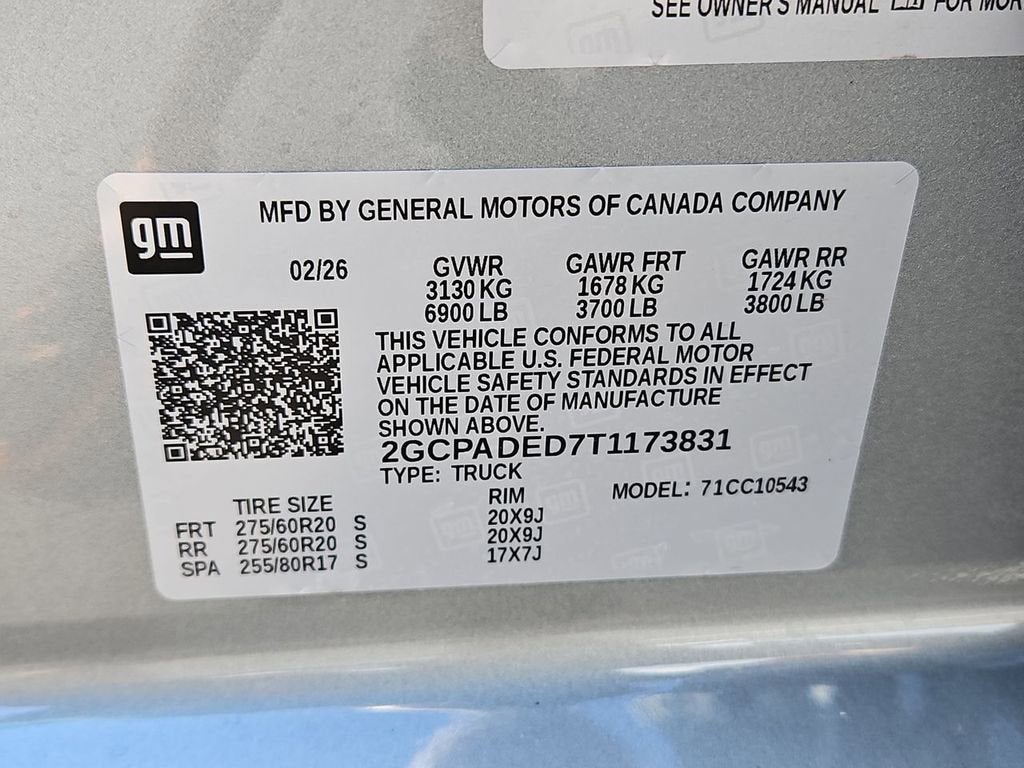 SEE OWNER'S MANUAL FOR
gm
MFD BY GENERAL MOTORS OF CANADA COMPANY
02/26 GVWR GAWR FRT GAWR RR
3130 KG 1678 KG 1724 KG
6900 LB 3700 LB 3800 LB
THIS VEHICLE CONFORMS TO ALL
APPLICABLE U.S. FEDERAL MOTOR
VEHICLE SAFETY STANDARDS IN EFFECT
ON THE DATE OF MANUFACTURE
SHOWN ABOVE.
2GCPADED7T1173831
TYPE: TRUCK
MODEL: 71CC10543
TIRE SIZE RIM
FRT 275/60R20 S 20X9J
RR 275/60R20 S 20X9J
SPA 255/80R17 S 17X7J